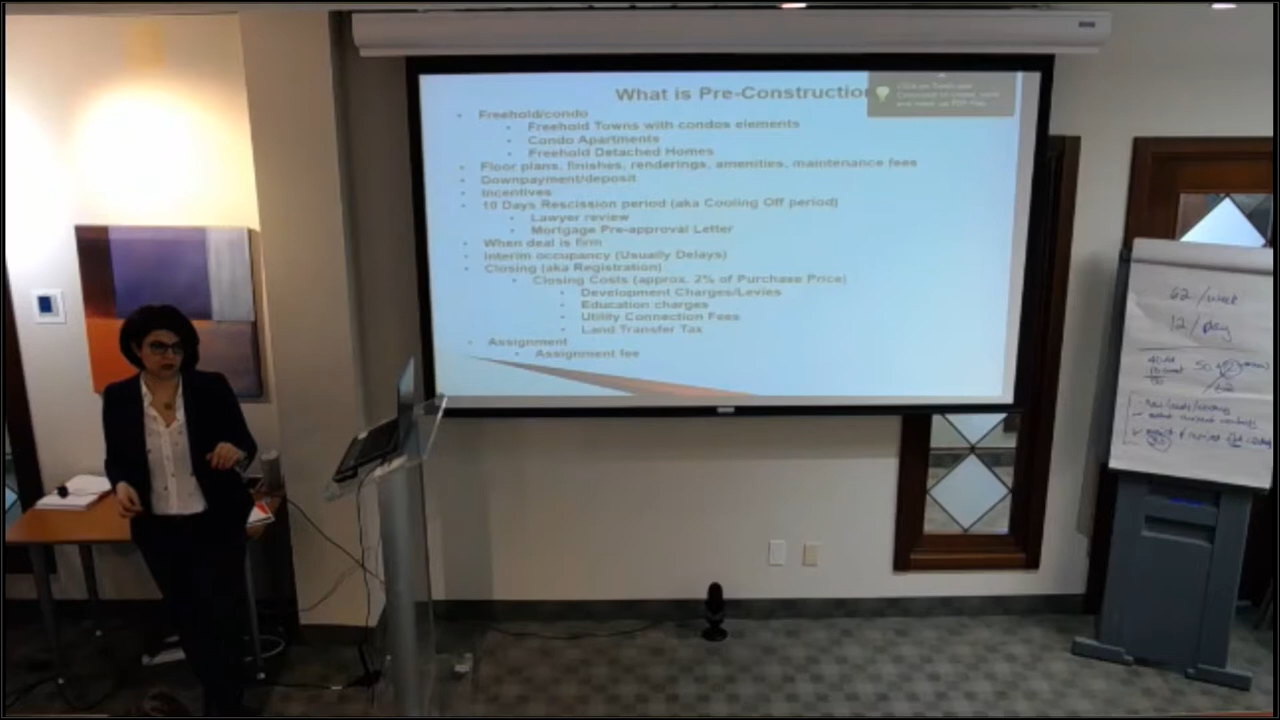 What is Pre-Construction
Freehold/condo
Freehold Towns with condos elements
Condo Apartments
Freehold Detached Homes
Floor plans, finishes, renderings, amenities, maintenance fees
Downpayment/deposit
Incentives
10 Days Rescission period (aka Cooling Off period)
Lawyer review
Mortgage Pre-approval Letter
When deal is firm
Interim occupancy (Usually Delays)
Closing (aka Registration)
Closing Costs (approx. 2% of Purchase Price)
Development Charges/Levies
Education charges
Utility Connection Fees
Land Transfer Tax
Assignment
Assignment fee
62 /week
12 / day
50